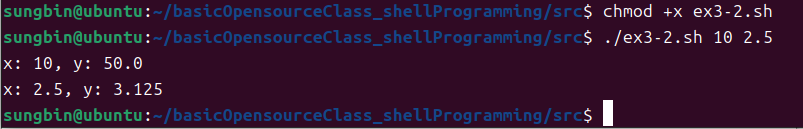 sungbin@ubuntu:~/basicOpensourceClass_shellProgramming/src$ chmod +x ex3-2.sh
sungbin@ubuntu:~/basicOpensourceClass_shellProgramming/src$ ./ex3-2.sh 10 2.5
x: 10, y: 50.0
x: 2.5, y: 3.125
sungbin@ubuntu:~/basicOpensourceClass_shellProgramming/src$